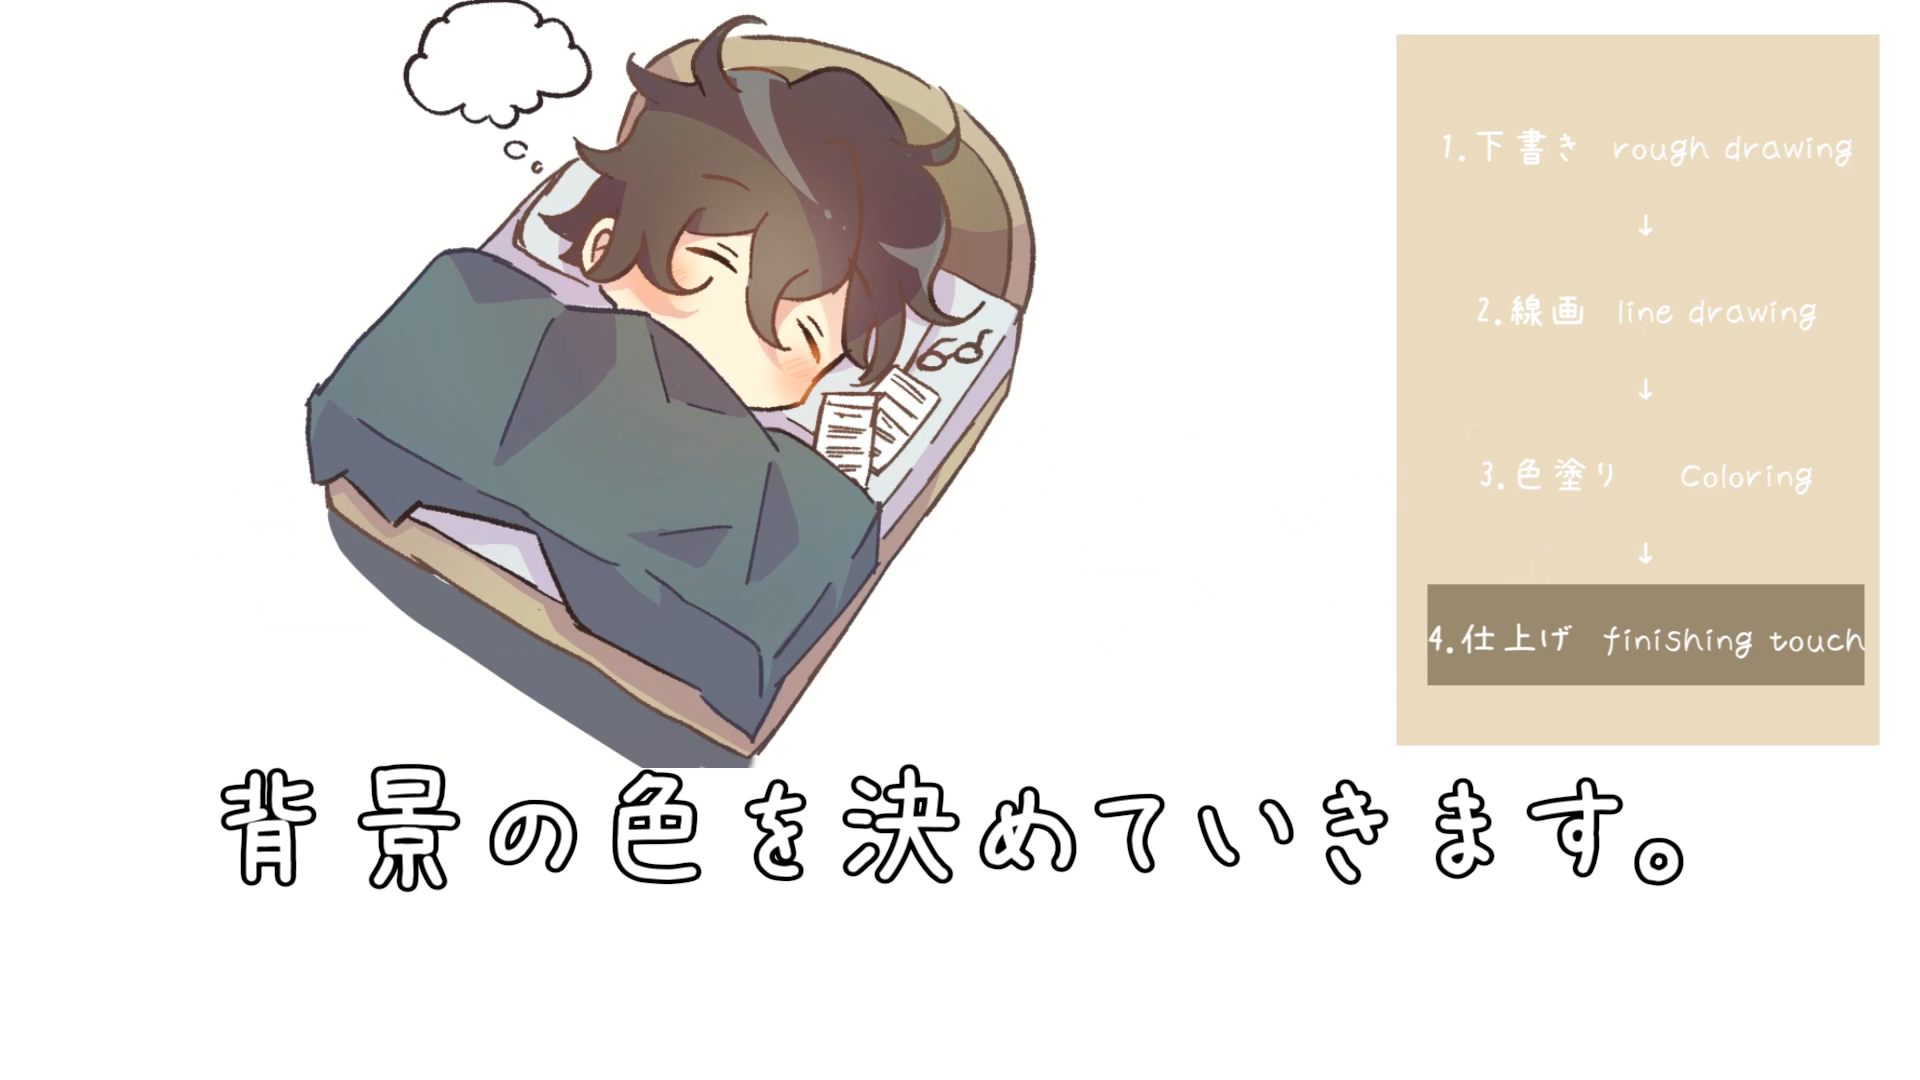 1.下書き rough drawing
↓
2.線画 line drawing
↓
3.色塗り Coloring
↓
4.仕上げ finishing touch
背景の色を決めていきます。